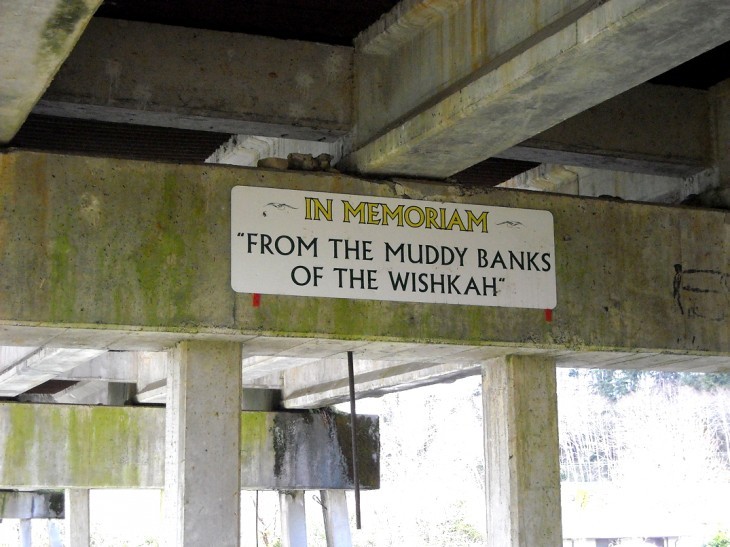 IN MEMORIAM
"FROM THE MUDDY BANKS
OF THE WISHKAH"